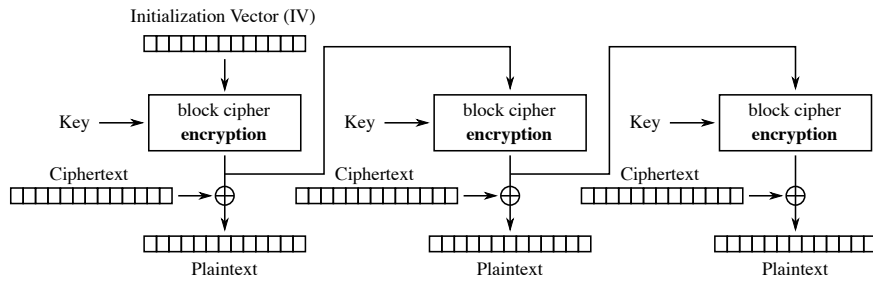 Initialization Vector (IV)
Key
block cipher
encryption
Key
block cipher
encryption
Key
block cipher
encryption
Ciphertext
Ciphertext
Ciphertext
Plaintext
Plaintext
Plaintext